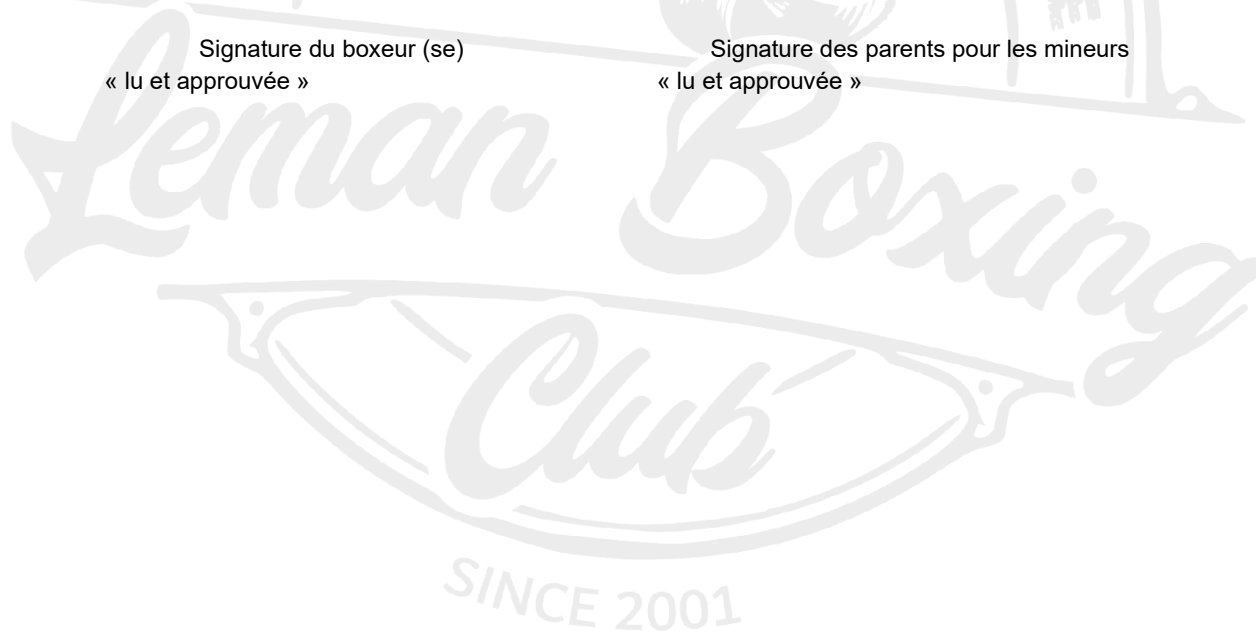 Signature du boxeur (se)
Signature des parents pour les mineurs
« lu et approuvée »
« lu et approuvée »
Leman Boxing
Club
SINCE 2001